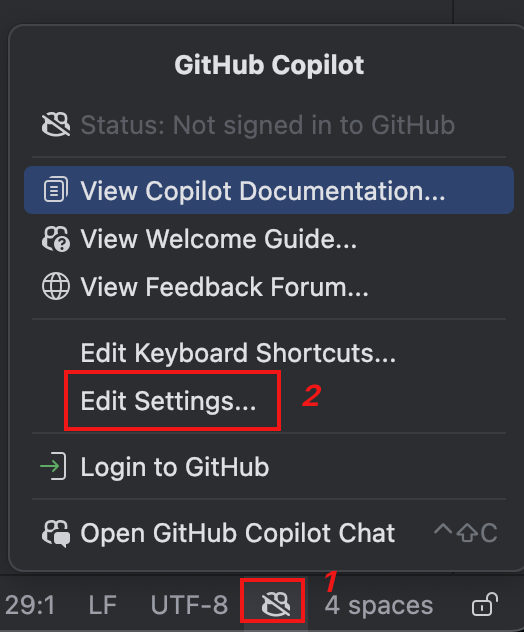 GitHub Copilot
Status: Not signed in to GitHub
View Copilot Documentation...
View Welcome Guide...
View Feedback Forum...
Edit Keyboard Shortcuts...
Edit Settings...
2
Login to GitHub
Open GitHub Copilot Chat ⌃⇧C
1
29:1 LF UTF-8 4 spaces